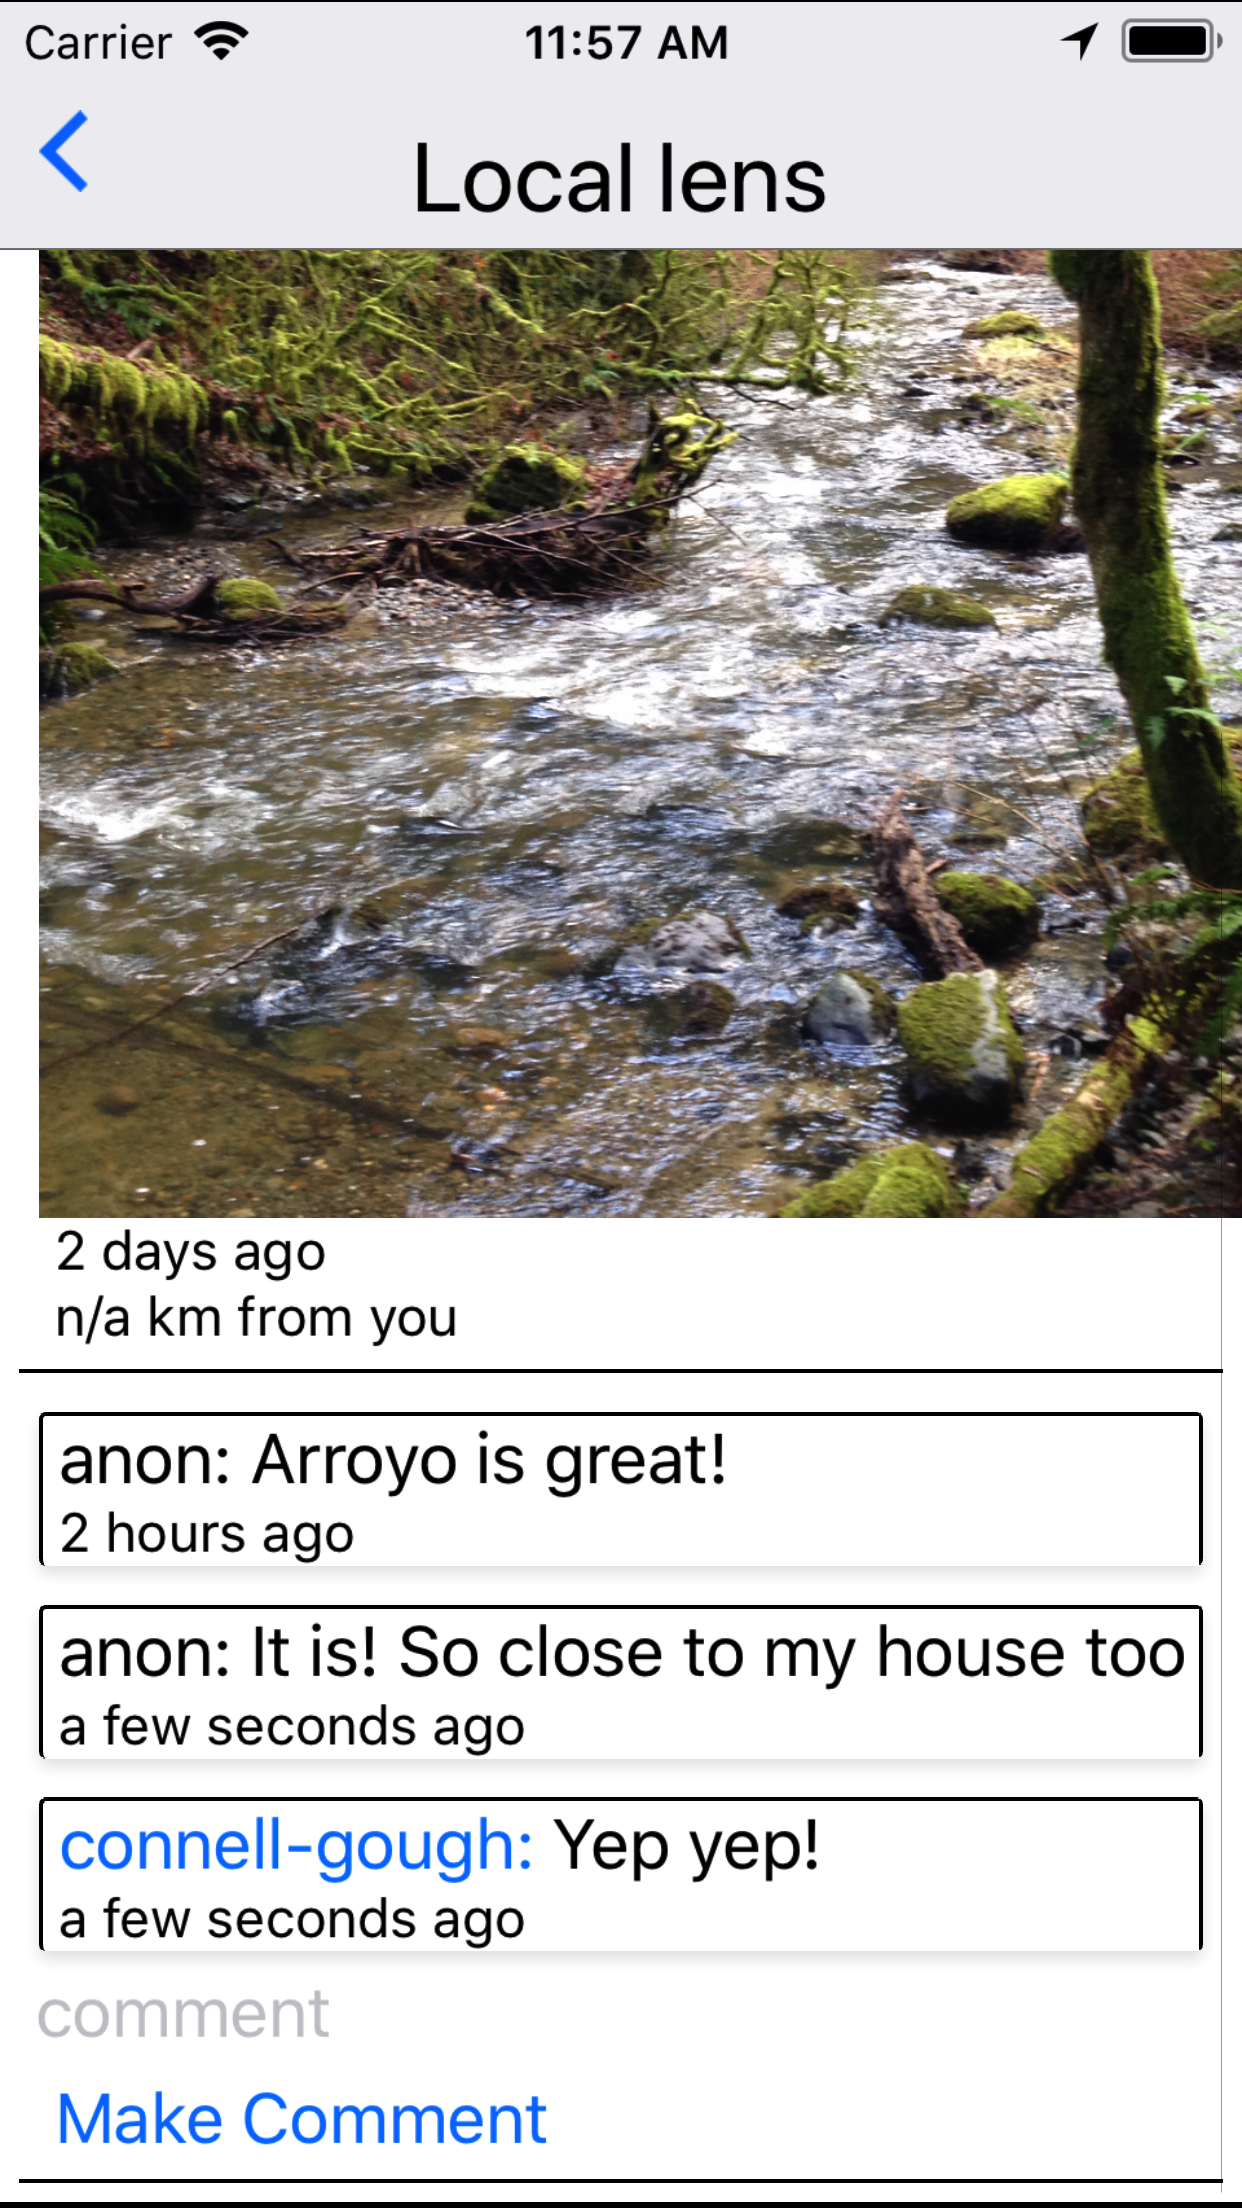 Carrier 11:57 AM
Local lens
2 days ago
n/a km from you
anon: Arroyo is great!
2 hours ago
anon: It is! So close to my house too
a few seconds ago
connell-gough: Yep yep!
a few seconds ago
comment
Make Comment